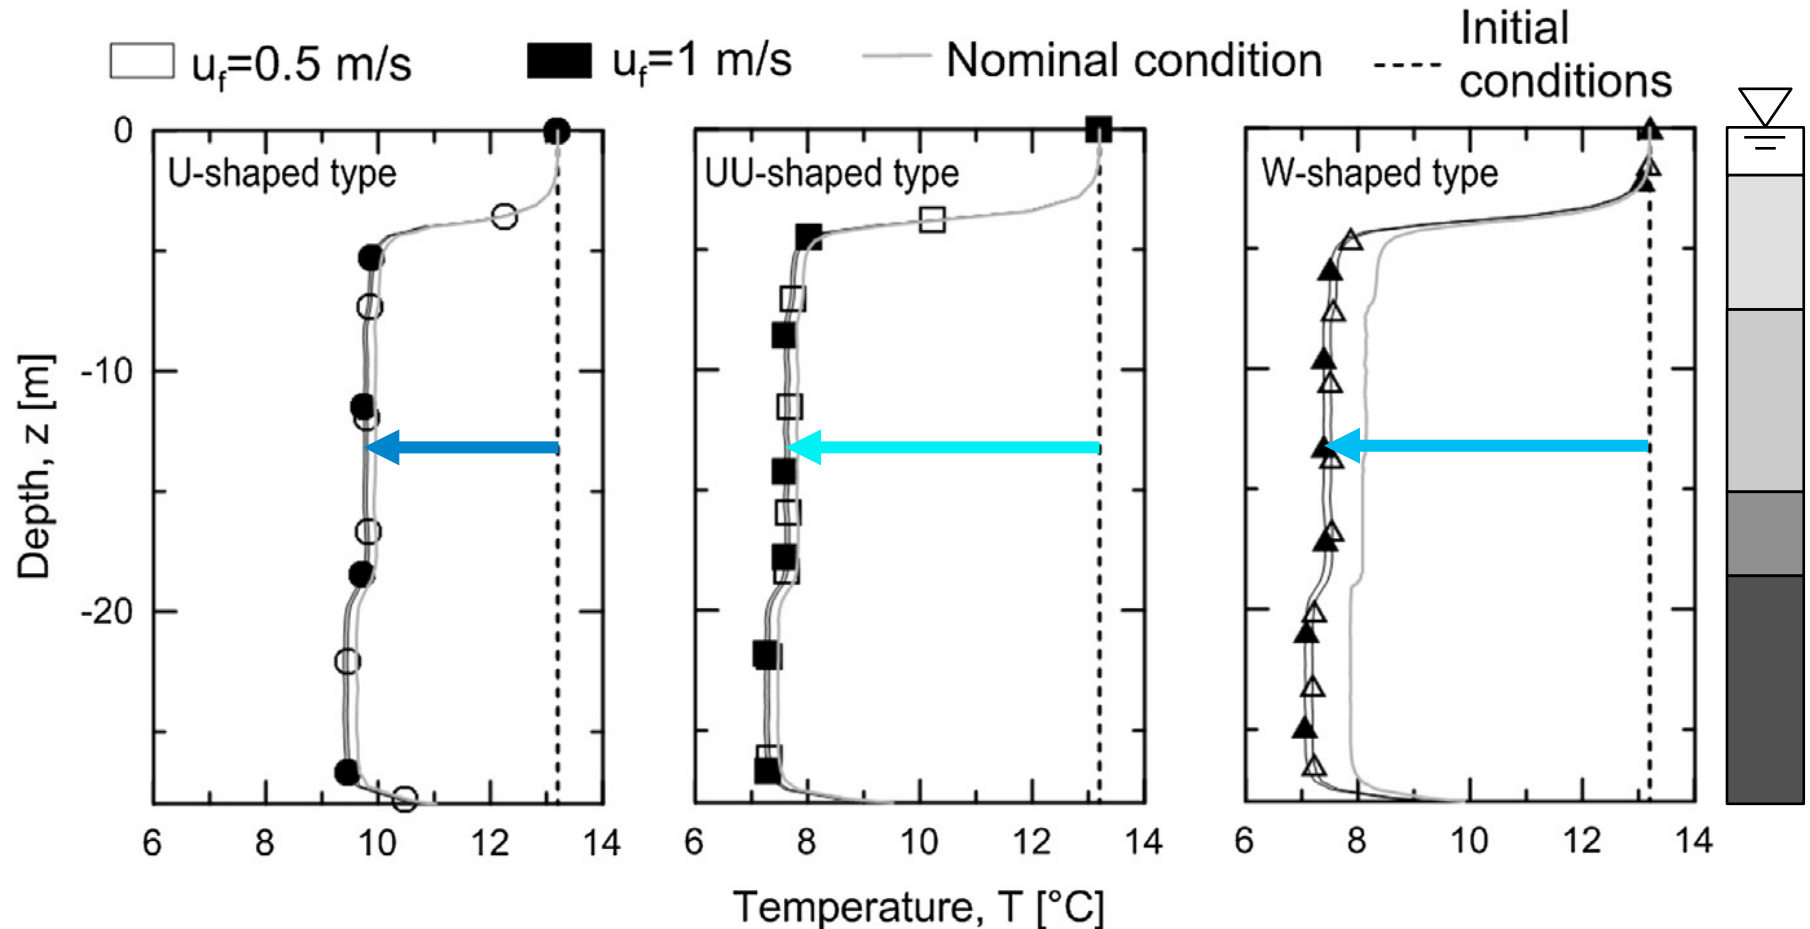 u_f=0.5 m/s
u_f=1 m/s
Nominal condition
Initial
conditions
U-shaped type
UU-shaped type
W-shaped type
Depth, z [m]
0
-10
-20
6 8 10 12 14
6 8 10 12 14
6 8 10 12 14
Temperature, T [°C]